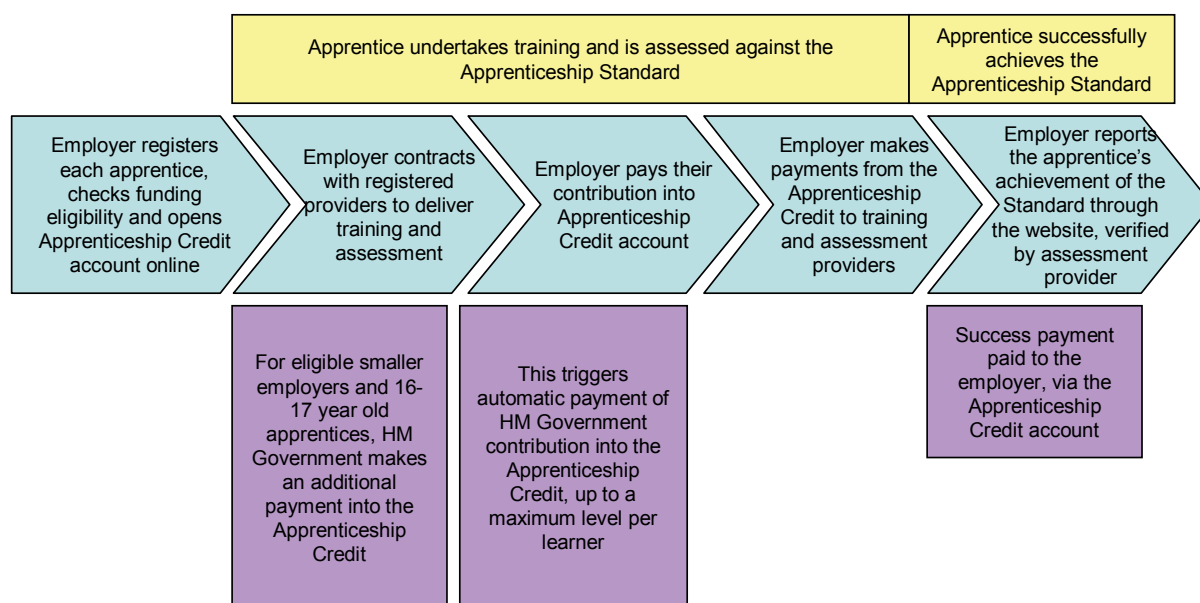 Apprentice undertakes training and is assessed against the
Apprenticeship Standard
Apprentice successfully
achieves the
Apprenticeship Standard
Employer registers
each apprentice,
checks funding
eligibility and opens
Apprenticeship Credit
account online
Employer contracts
with registered
providers to deliver
training and
assessment
Employer pays their
contribution into
Apprenticeship
Credit account
Employer makes
payments from the
Apprenticeship
Credit to training
and assessment
providers
Employer reports
the apprentice's
achievement of the
Standard through
the website, verified
by assessment
provider
For eligible smaller
employers and 16-
17 year old
apprentices, HM
Government makes
an additional
payment into the
Apprenticeship
Credit
This triggers
automatic payment of
HM Government
contribution into the
Apprenticeship
Credit, up to a
maximum level per
learner
Success payment
paid to the
employer, via the
Apprenticeship
Credit account